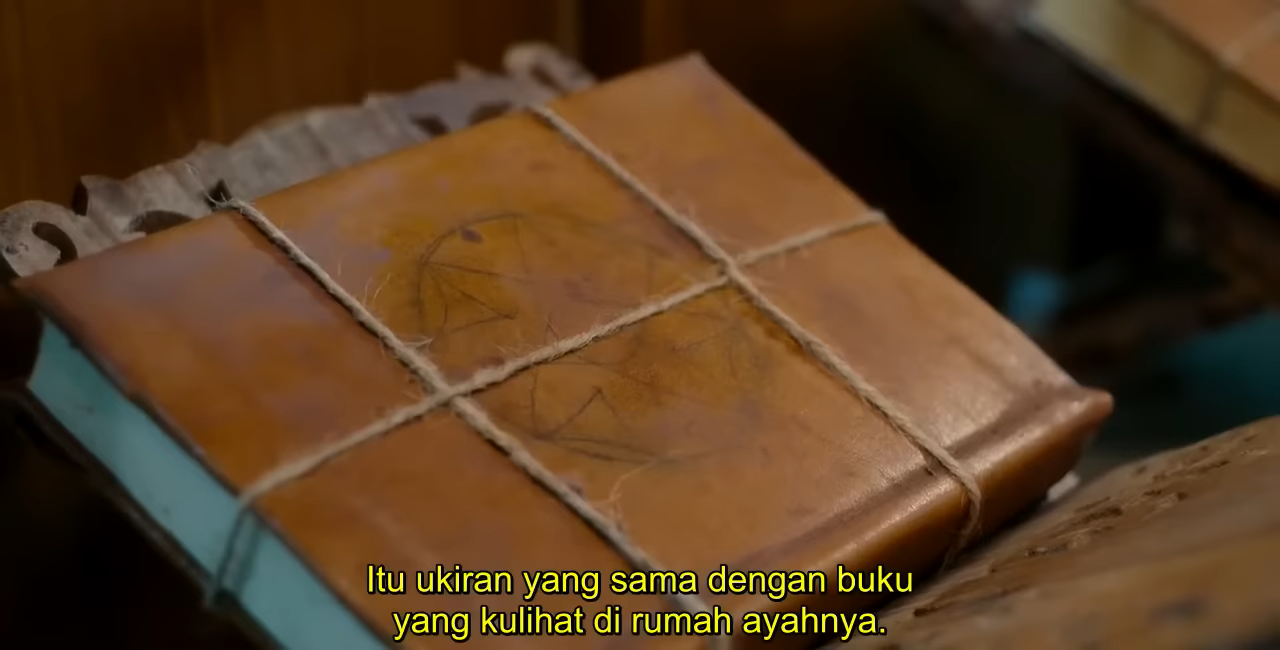 Itu ukiran yang sama dengan buku
yang kulihat di rumah ayahnya.